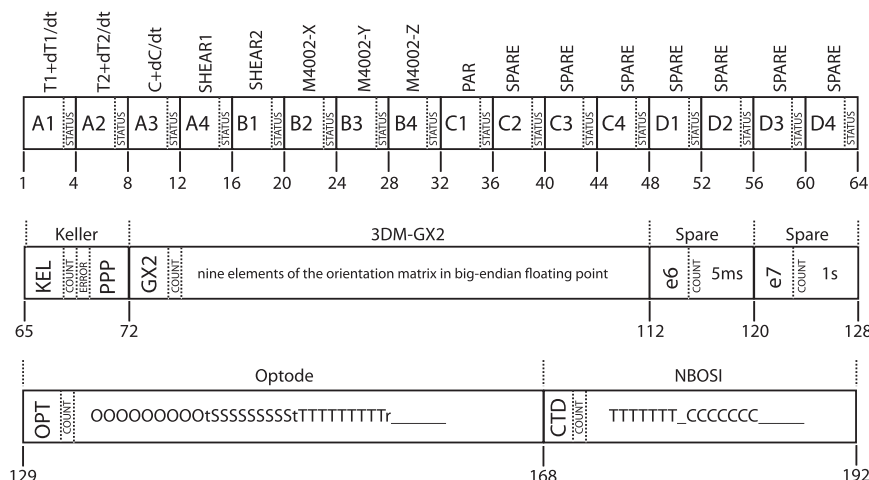 T1+dT1/dt T2+dT2/dt C+dC/dt SHEAR1 SHEAR2 M4002-X M4002-Y M4002-Z PAR SPARE SPARE SPARE SPARE SPARE SPARE SPARE
A1 STATUS A2 STATUS A3 STATUS A4 STATUS B1 STATUS B2 STATUS B3 STATUS B4 STATUS C1 STATUS C2 STATUS C3 STATUS C4 STATUS D1 STATUS D2 STATUS D3 STATUS D4 STATUS
1 4 8 12 16 20 24 28 32 36 40 44 48 52 56 60 64
Keller 3DM-GX2 Spare Spare
KEL COUNT ERROR PPP GX2 COUNT nine elements of the orientation matrix in big-endian floating point e6 COUNT 5ms e7 COUNT 1s
65 72 112 120 128
Optode NBOSI
OPT COUNT OOOOOOOOOtSSSSSSSSStTTTTTTTTTr______ CTD COUNT TTTTTTT_CCCCCCC_____
129 168 192